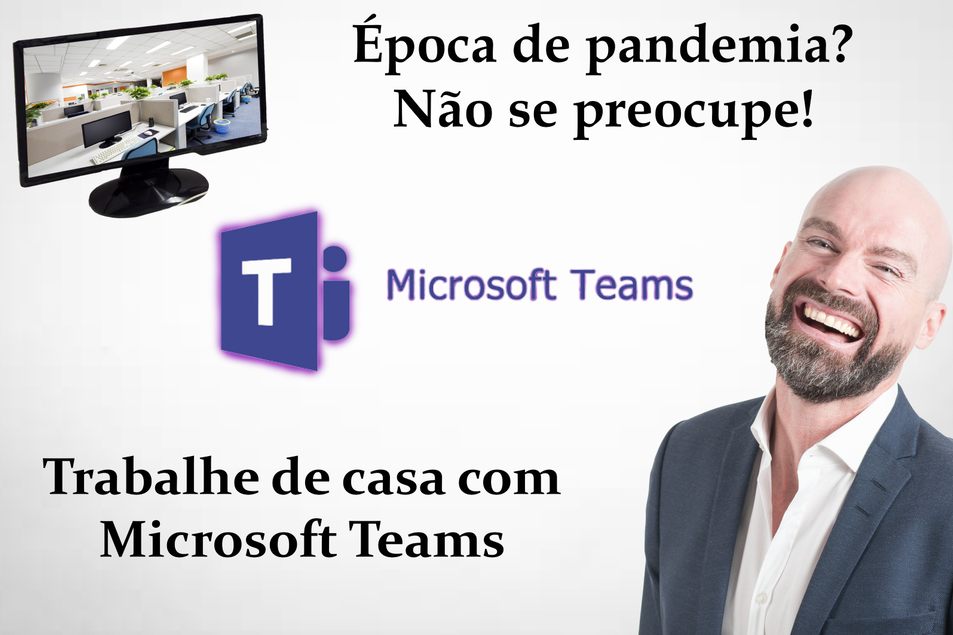 Época de pandemia?
Não se preocupe!
T
Microsoft Teams
Trabalhe de casa com
Microsoft Teams